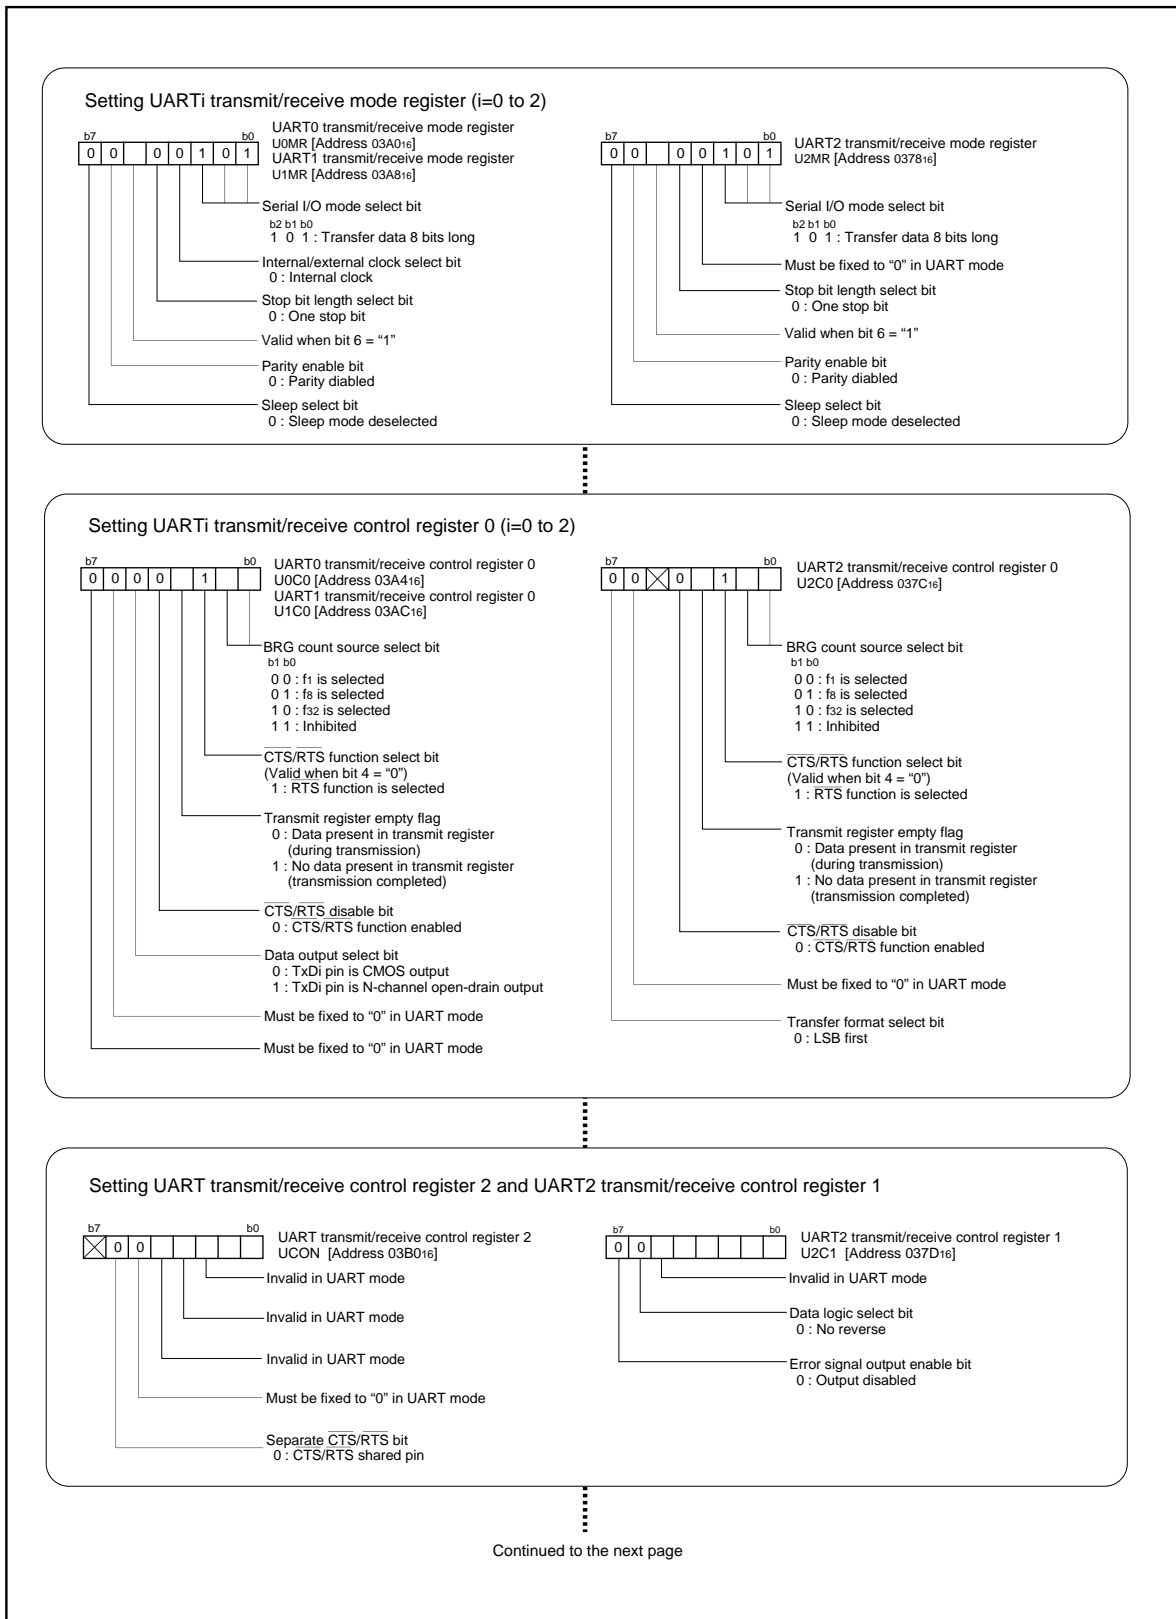 Setting UARTi transmit/receive mode register (i=0 to 2)
b7 b0
0 0 0 0 1 0 1
UART0 transmit/receive mode register
U0MR [Address 03A016]
UART1 transmit/receive mode register
U1MR [Address 03A816]
Serial I/O mode select bit
b2 b1 b0
1 0 1 : Transfer data 8 bits long
Internal/external clock select bit
0 : Internal clock
Stop bit length select bit
0 : One stop bit
Valid when bit 6 = “1”
Parity enable bit
0 : Parity diabled
Sleep select bit
0 : Sleep mode deselected
b7 b0
0 0 0 0 1 0 1
UART2 transmit/receive mode register
U2MR [Address 037816]
Serial I/O mode select bit
b2 b1 b0
1 0 1 : Transfer data 8 bits long
Must be fixed to “0” in UART mode
Stop bit length select bit
0 : One stop bit
Valid when bit 6 = “1”
Parity enable bit
0 : Parity diabled
Sleep select bit
0 : Sleep mode deselected
Setting UARTi transmit/receive control register 0 (i=0 to 2)
b7 b0
0 0 0 0 1
UART0 transmit/receive control register 0
U0C0 [Address 03A416]
UART1 transmit/receive control register 0
U1C0 [Address 03AC16]
BRG count source select bit
b1 b0
0 0 : f1 is selected
0 1 : f8 is selected
1 0 : f32 is selected
1 1 : Inhibited
CTS/RTS function select bit
(Valid when bit 4 = “0”)
1 : RTS function is selected
Transmit register empty flag
0 : Data present in transmit register
(during transmission)
1 : No data present in transmit register
(transmission completed)
CTS/RTS disable bit
0 : CTS/RTS function enabled
Data output select bit
0 : TxDi pin is CMOS output
1 : TxDi pin is N-channel open-drain output
Must be fixed to “0” in UART mode
Must be fixed to “0” in UART mode
b7 b0
0 0 0 1
UART2 transmit/receive control register 0
U2C0 [Address 037C16]
BRG count source select bit
b1 b0
0 0 : f1 is selected
0 1 : f8 is selected
1 0 : f32 is selected
1 1 : Inhibited
CTS/RTS function select bit
(Valid when bit 4 = “0”)
1 : RTS function is selected
Transmit register empty flag
0 : Data present in transmit register
(during transmission)
1 : No data present in transmit register
(transmission completed)
CTS/RTS disable bit
0 : CTS/RTS function enabled
Must be fixed to “0” in UART mode
Transfer format select bit
0 : LSB first
Setting UART transmit/receive control register 2 and UART2 transmit/receive control register 1
b7 b0
0 0
UART transmit/receive control register 2
UCON [Address 03B016]
Invalid in UART mode
Invalid in UART mode
Invalid in UART mode
Must be fixed to “0” in UART mode
Separate CTS/RTS bit
0 : CTS/RTS shared pin
b7 b0
0 0
UART2 transmit/receive control register 1
U2C1 [Address 037D16]
Invalid in UART mode
Data logic select bit
0 : No reverse
Error signal output enable bit
0 : Output disabled
Continued to the next page